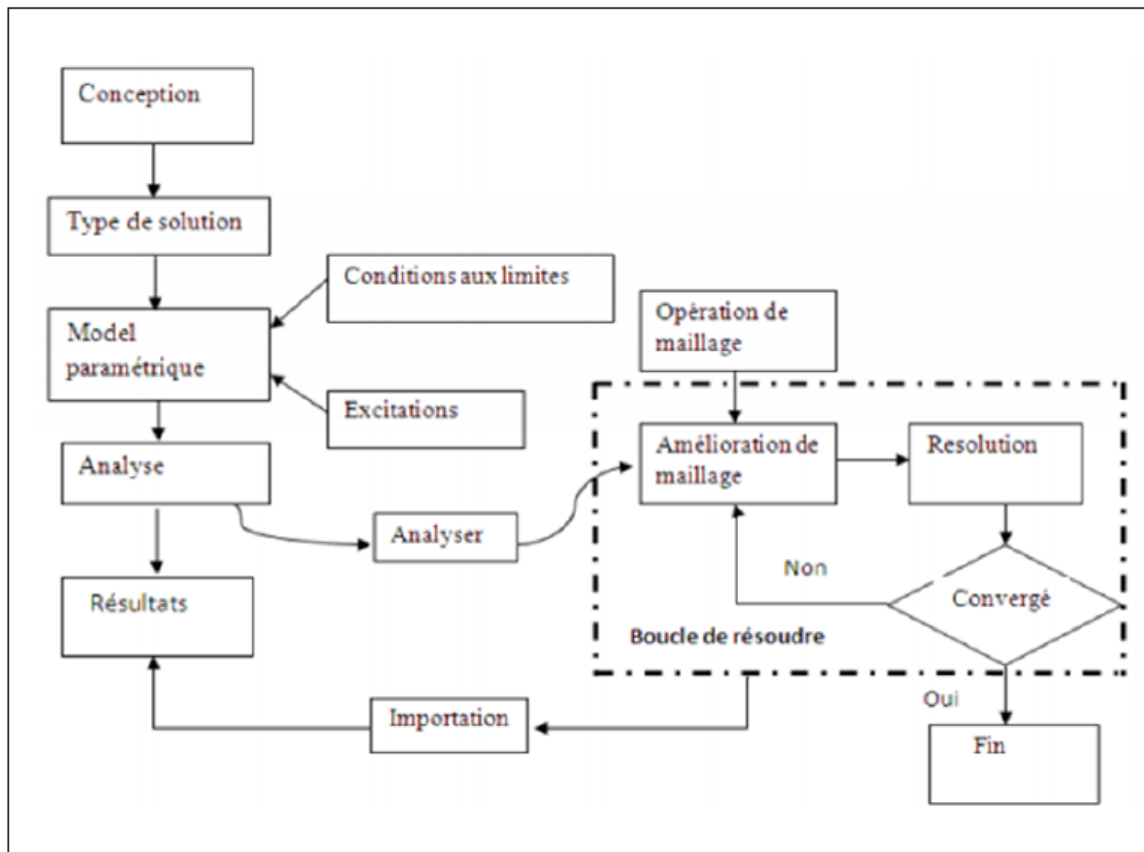 Conception
Type de solution
Conditions aux limites
Model
paramétrique
Excitations
Opération de
maillage
Analyse
Amélioration de
maillage
Resolution
Analyser
Non
Convergé
Résultats
Boucle de résoudre
Importation
Oui
Fin